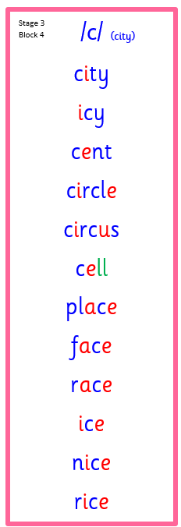 Stage 3
Block 4
/c/ (city)
city
icy
cent
circle
circus
cell
place
face
race
ice
nice
rice